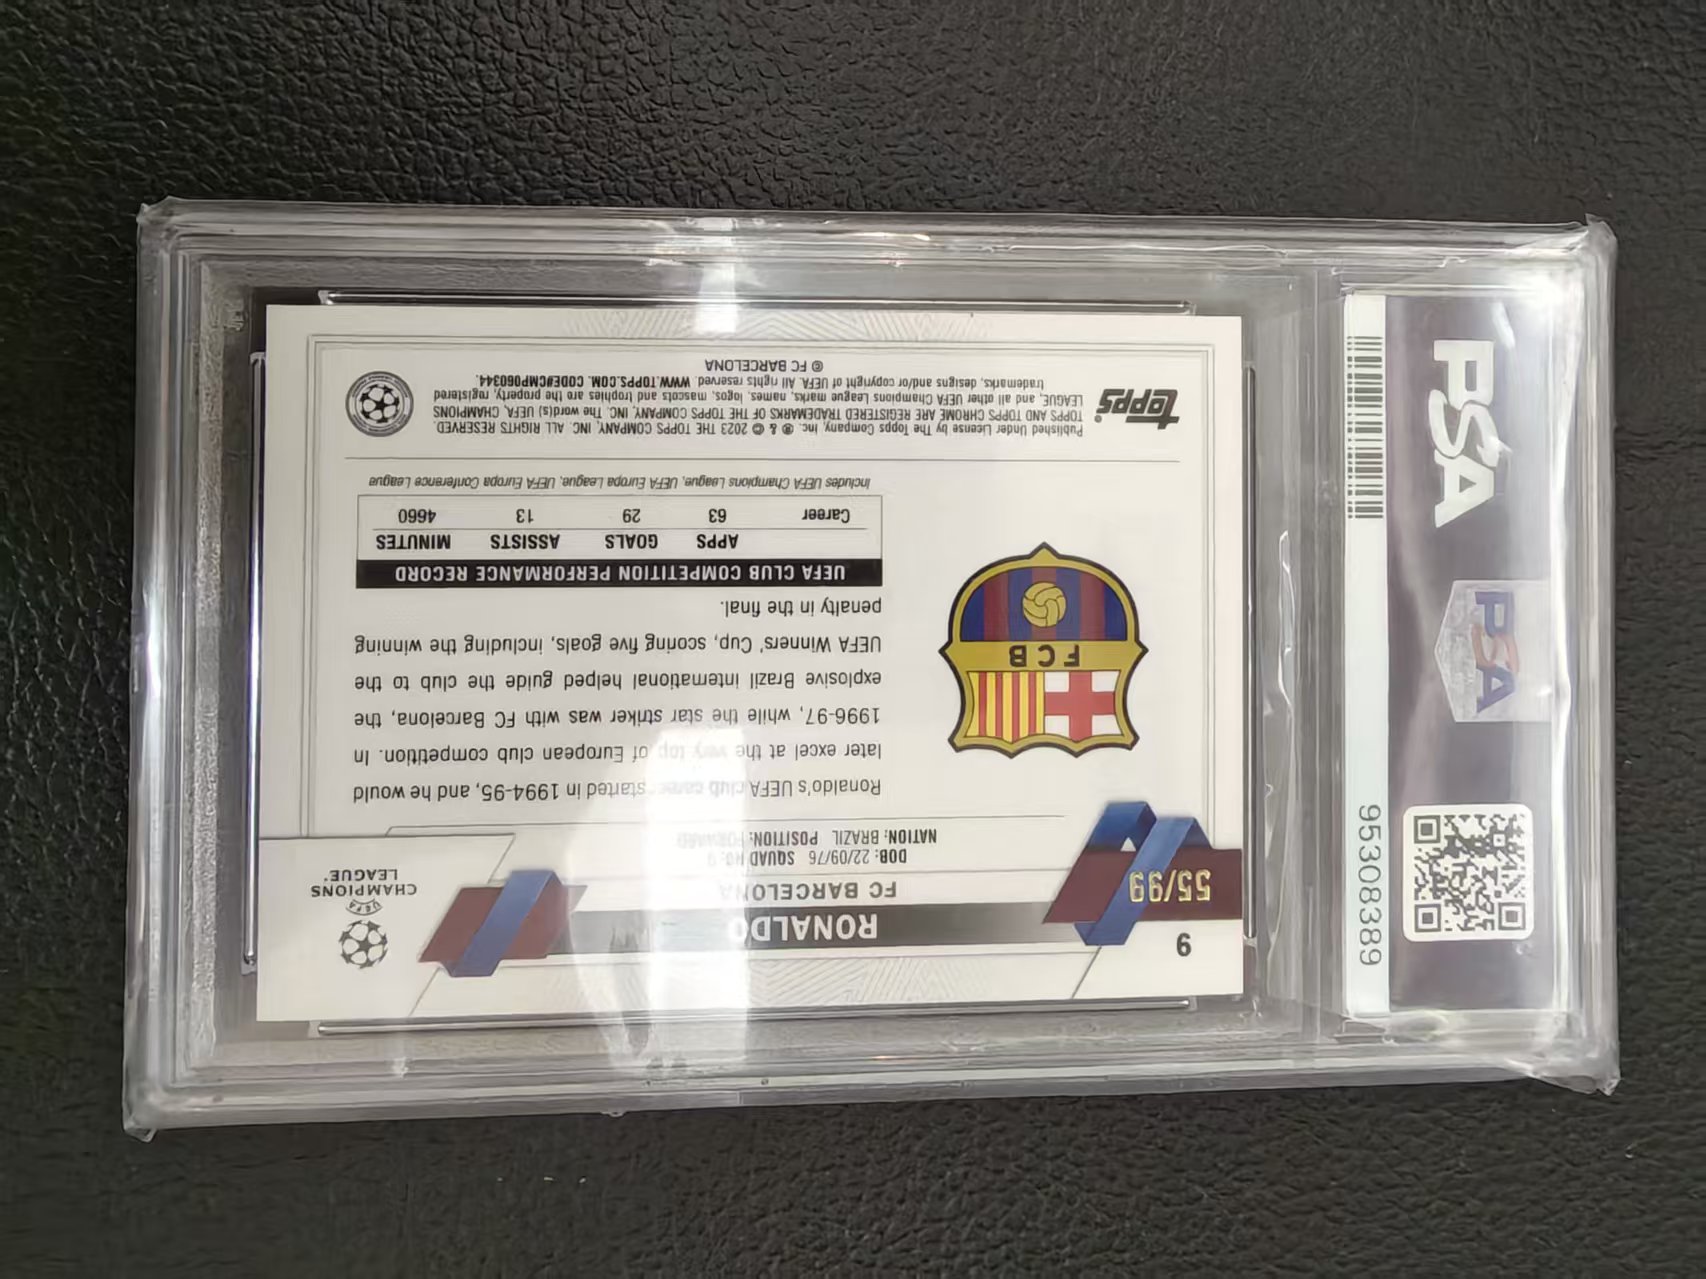 PSA
PSA
95308389
9
55/99
RONALDO
FC BARCELONA
DOB: 22/09/76 SQUAD NO: 9
NATION: BRAZIL POSITION: FORWARD
UEFA
CHAMPIONS
LEAGUE
Ronaldo's UEFA club career started in 1994-95, and he would
later excel at the very top of European club competition. In
1996-97, while the star striker was with FC Barcelona, the
explosive Brazil international helped guide the club to the
UEFA Winners' Cup, scoring five goals, including the winning
penalty in the final.
FCB
UEFA CLUB COMPETITION PERFORMANCE RECORD
APPS GOALS ASSISTS MINUTES
Career 63 29 13 4660
Includes UEFA Champions League, UEFA Europa League, UEFA Europa Conference League
topps
Published Under License by The Topps Company, Inc. ® & © 2023 THE TOPPS COMPANY, INC. ALL RIGHTS RESERVED.
TOPPS AND TOPPS CHROME ARE REGISTERED TRADEMARKS OF THE TOPPS COMPANY, INC. The word(s) UEFA, CHAMPIONS
LEAGUE, and all other UEFA Champions League marks, names, logos, mascots and trophies are the property, registered
trademarks, designs and/or copyright of UEFA. All rights reserved. WWW.TOPPS.COM. CODE#CMP060344.
© FC BARCELONA